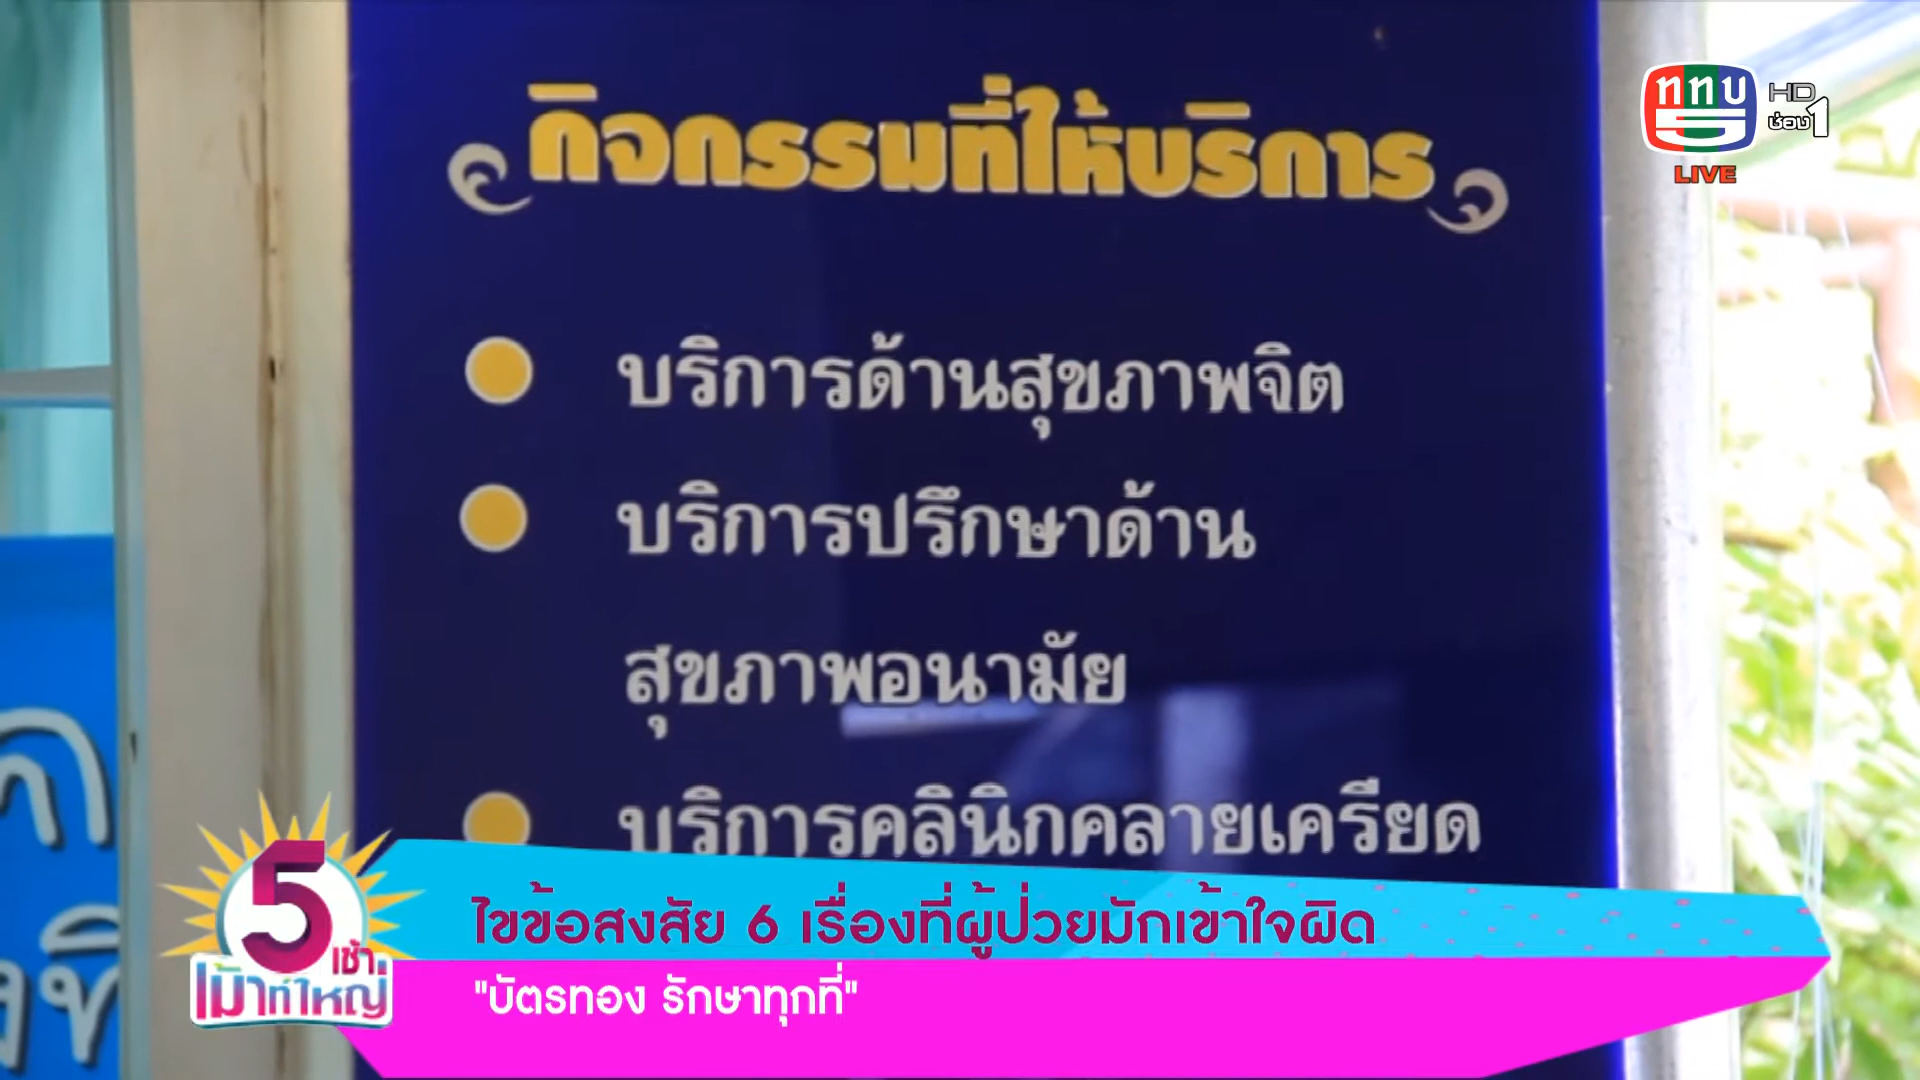 กิจกรรมที่ให้บริการ
ททบ
5
HD
ช่อง1
LIVE
บริการด้านสุขภาพจิต
บริการปรึกษาด้าน
สุขภาพอนามัย
บริการคลินิกคลายเครียด
5
เช้า
เม้าท์ใหญ่
ไขข้อสงสัย 6 เรื่องที่ผู้ป่วยมักเข้าใจผิด
"บัตรทอง รักษาทุกที่"